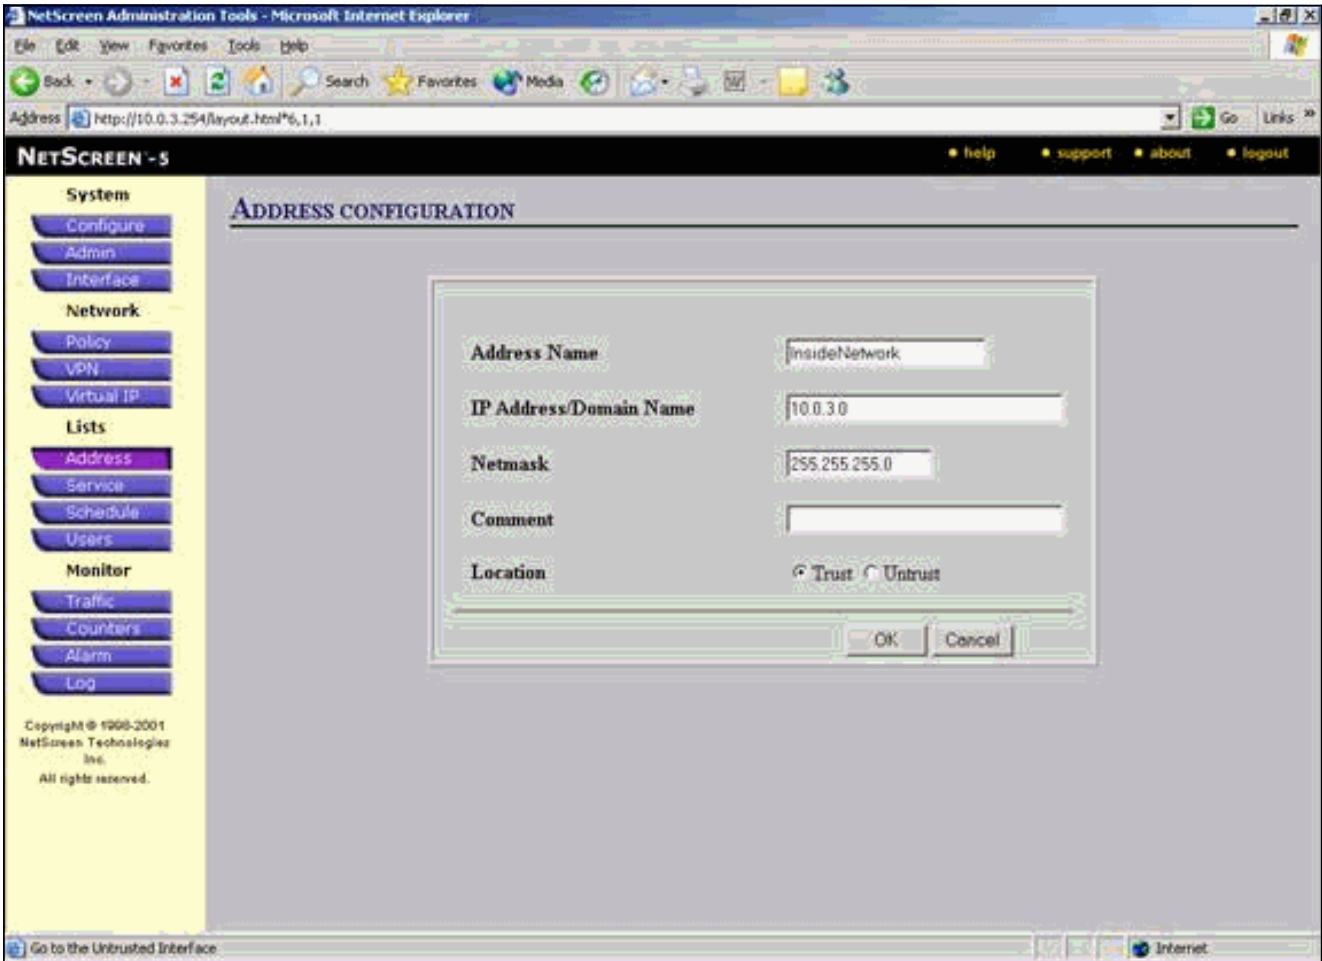 NetScreen Administration Tools - Microsoft Internet Explorer
File Edit View Favorites Tools Help
Back Search Favorites Media
Address http://10.0.3.254/layout.html*6,1,1 Go Links »
NETSCREEN™-5 help support about logout
System
Configure
Admin
Interface
Network
Policy
VPN
Virtual IP
Lists
Address
Service
Schedule
Users
Monitor
Traffic
Counters
Alarm
Log
Copyright © 1998-2001
NetScreen Technologies
Inc.
All rights reserved.
ADDRESS CONFIGURATION
Address Name InsideNetwork
IP Address/Domain Name 10.0.3.0
Netmask 255.255.255.0
Comment
Location Trust Untrust
OK Cancel
Go to the Untrusted Interface Internet